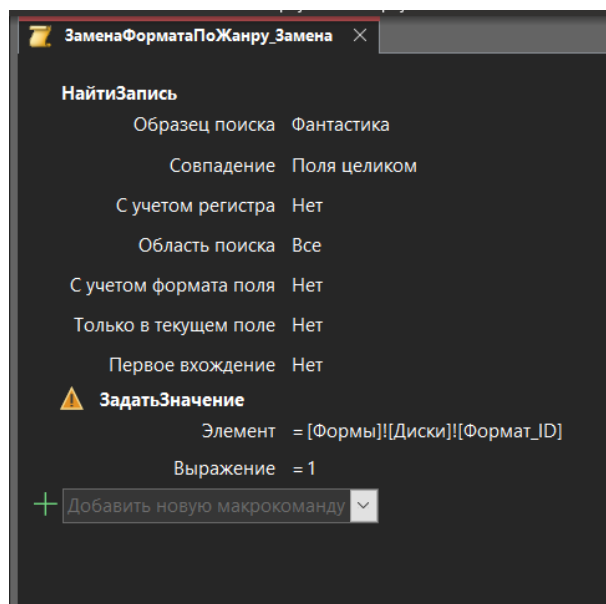 ЗаменаФорматаПоЖанру_Замена
НайтиЗапись
Образец поиска Фантастика
Совпадение Поля целиком
С учетом регистра Нет
Область поиска Все
С учетом формата поля Нет
Только в текущем поле Нет
Первое вхождение Нет
ЗадатьЗначение
Элемент = [Формы]![Диски]![Формат_ID]
Выражение = 1
Добавить новую макрокоманду